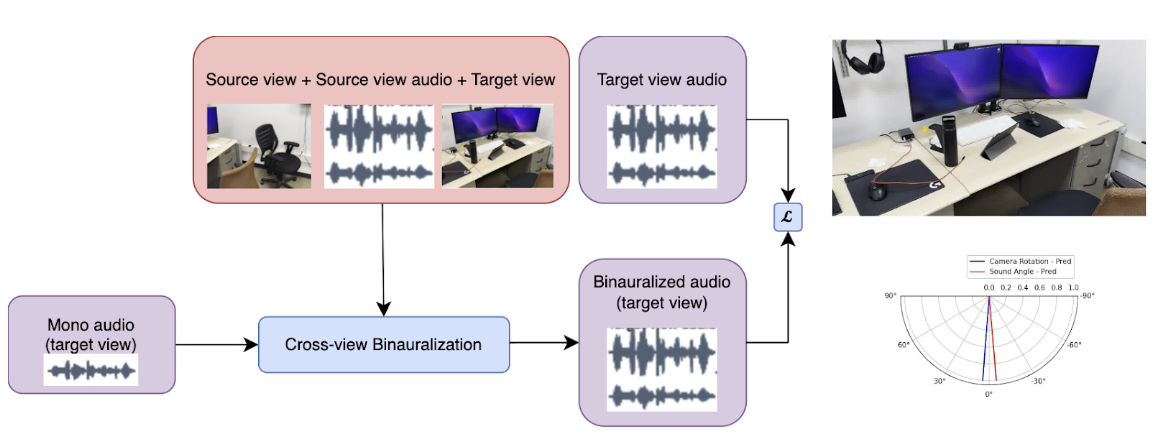 Source view + Source view audio + Target view
Target view audio
ℒ
Mono audio
(target view)
Cross-view Binauralization
Binauralized audio
(target view)
Camera Rotation - Pred
Sound Angle - Pred
0.0 0.2 0.4 0.6 0.8 1.0
90°
-90°
60°
-60°
30°
-30°
0°